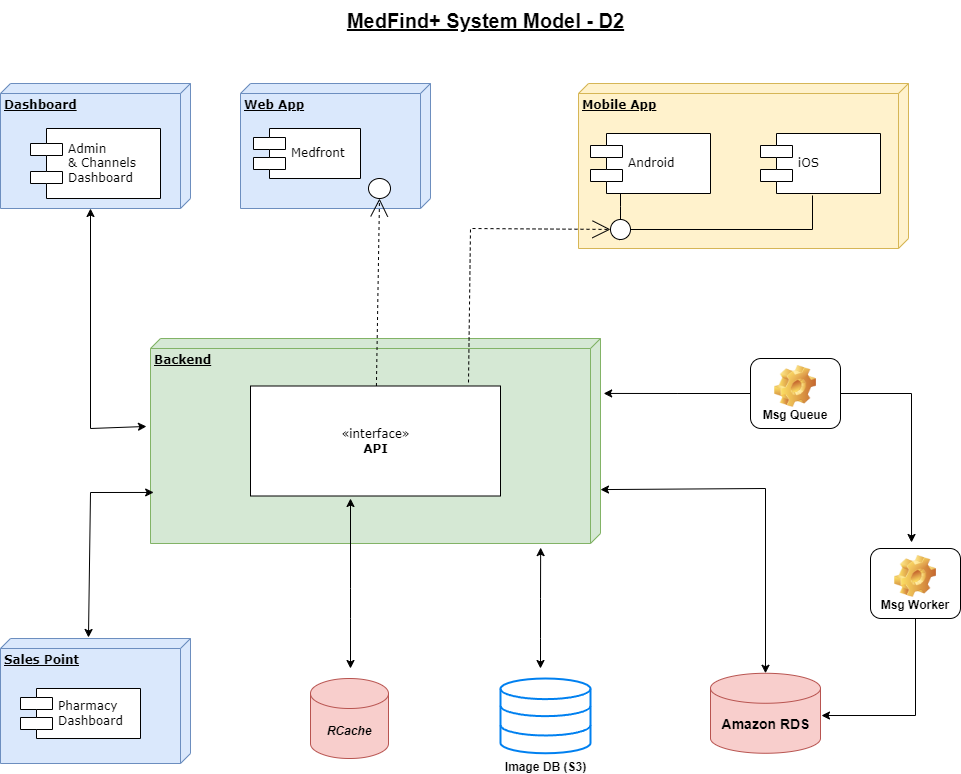 MedFind+ System Model - D2
Dashboard
Admin
& Channels
Dashboard
Web App
Medfront
Mobile App
Android
iOS
Backend
«interface»
API
Msg Queue
Msg Worker
Sales Point
Pharmacy
Dashboard
RCache
Image DB (S3)
Amazon RDS